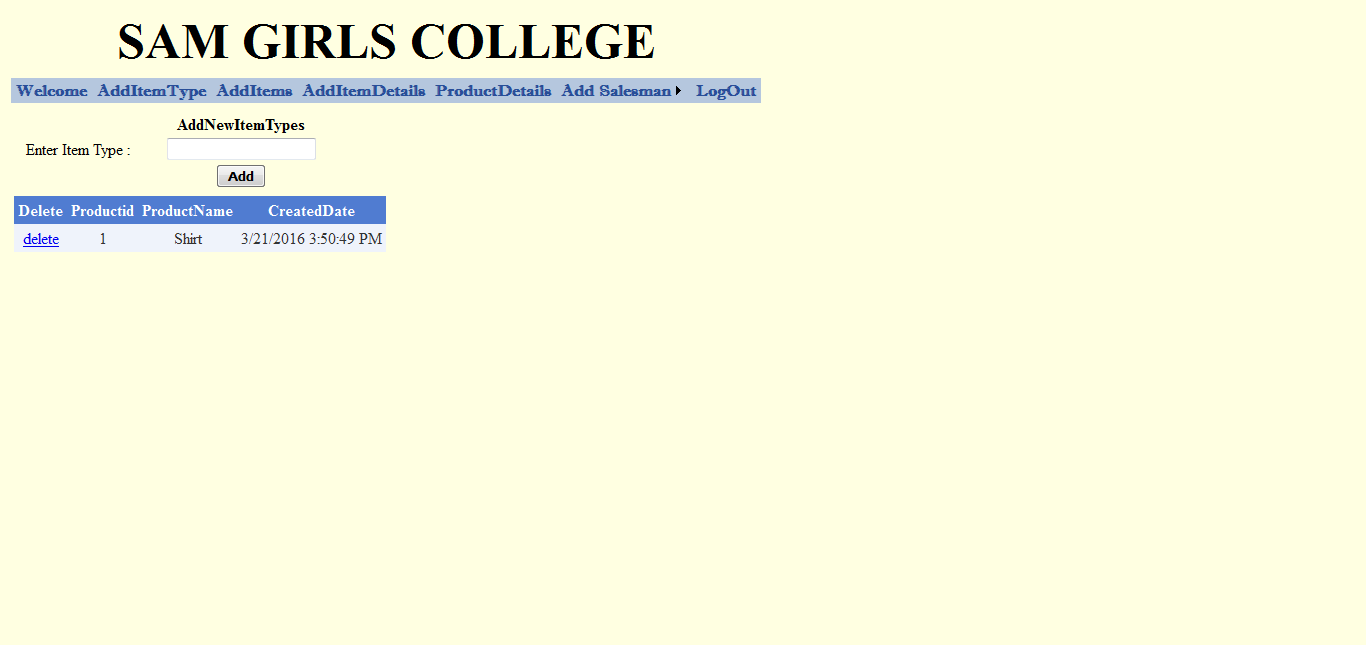 SAM GIRLS COLLEGE
Welcome AddItemType AddItems AddItemDetails ProductDetails Add Salesman LogOut
AddNewItemTypes
Enter Item Type :
Add
Delete Productid ProductName CreatedDate
delete 1 Shirt 3/21/2016 3:50:49 PM